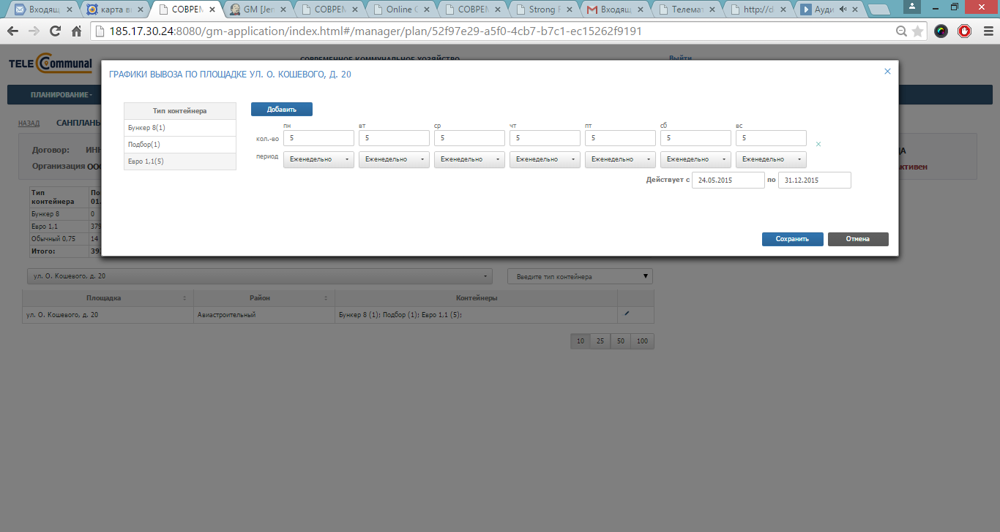 Входящ карта вы СОВРЕМ GM [Jen СОВРЕМ Online C СОВРЕМ Strong F Входящ Телемат http://d Ауди
185.17.30.24:8080/gm-application/index.html#/manager/plan/52f97e29-a5f0-4cb7-b7c1-ec15262f9191
TELE Communal
СОВРЕМЕННОЕ КОММУНАЛЬНОЕ ХОЗЯЙСТВО
Выйти
ГРАФИКИ ВЫВОЗА ПО ПЛОЩАДКЕ УЛ. О. КОШЕВОГО, Д. 20
ПЛАНИРОВАНИЕ
Тип контейнера
Бункер 8(1)
Подбор(1)
Евро 1,1(5)
Добавить
пн вт ср чт пт сб вс
кол.-во 5 5 5 5 5 5 5
период Еженедельно Еженедельно Еженедельно Еженедельно Еженедельно Еженедельно Еженедельно
Действует с 24.05.2015 по 31.12.2015
Сохранить Отмена
НАЗАД САНПЛАНЫ
Договор: ИНН
Организация ООО
активен
Тип контейнера По 01.
Бункер 8 0
Евро 1,1 379
Обычный 0,75 14
Итого: 393
ул. О. Кошевого, д. 20 Введите тип контейнера
Площадка Район Контейнеры
ул. О. Кошевого, д. 20 Авиастроительный Бункер 8 (1); Подбор (1); Евро 1,1 (5);
10 25 50 100